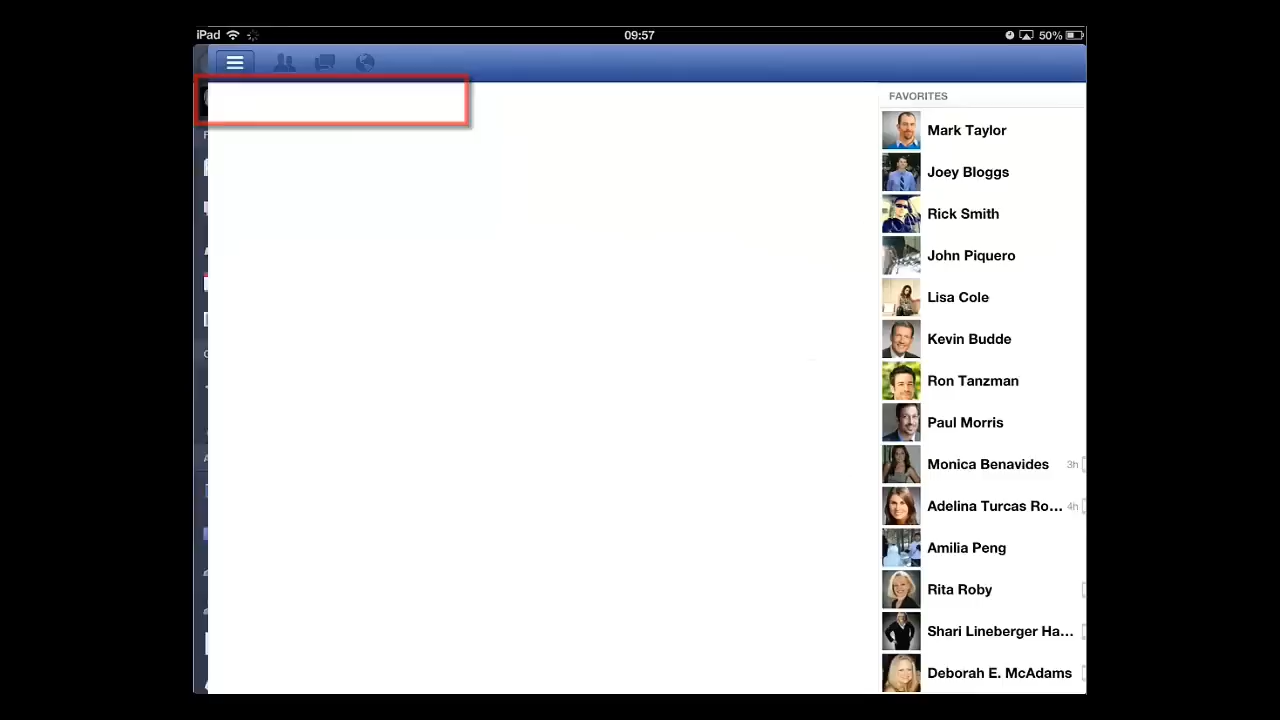 iPad 09:57 50%
FAVORITES
Mark Taylor
Joey Bloggs
Rick Smith
John Piquero
Lisa Cole
Kevin Budde
Ron Tanzman
Paul Morris
Monica Benavides 3h
Adelina Turcas Ro... 4h
Amilia Peng
Rita Roby
Shari Lineberger Ha...
Deborah E. McAdams